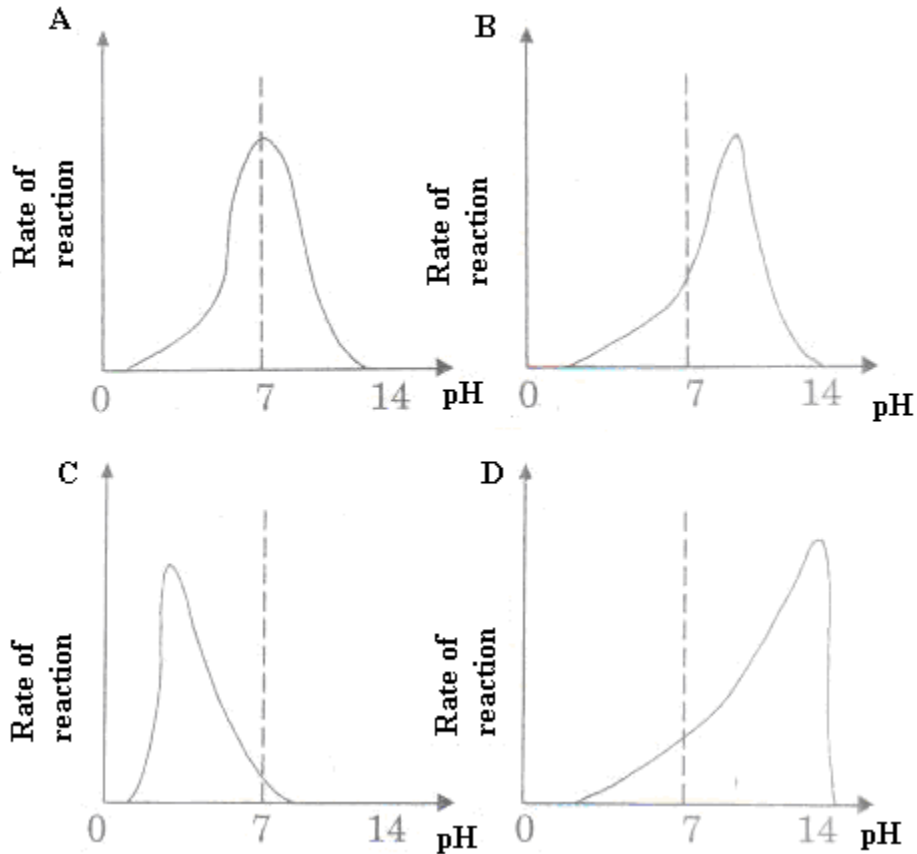 A
Rate of
reaction
0
7
14
pH
B
Rate of
reaction
0
7
14
pH
C
Rate of
reaction
0
7
14
pH
D
Rate of
reaction
0
7
14
pH